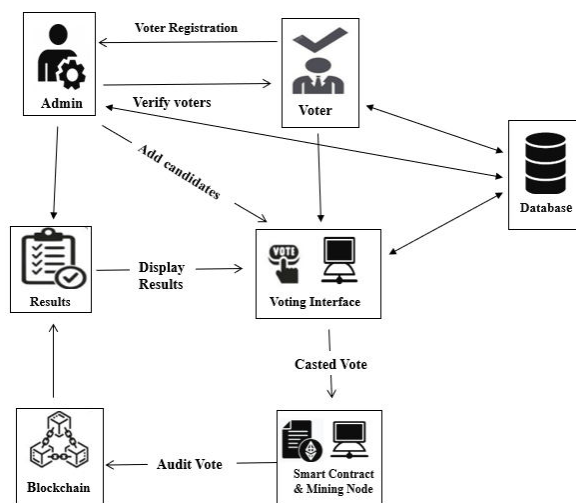 Voter Registration
Admin
Verify voters
Voter
Add candidates
Database
Results
Display
Results
VOTE
Voting Interface
Casted Vote
Blockchain
Audit Vote
Smart Contract
& Mining Node